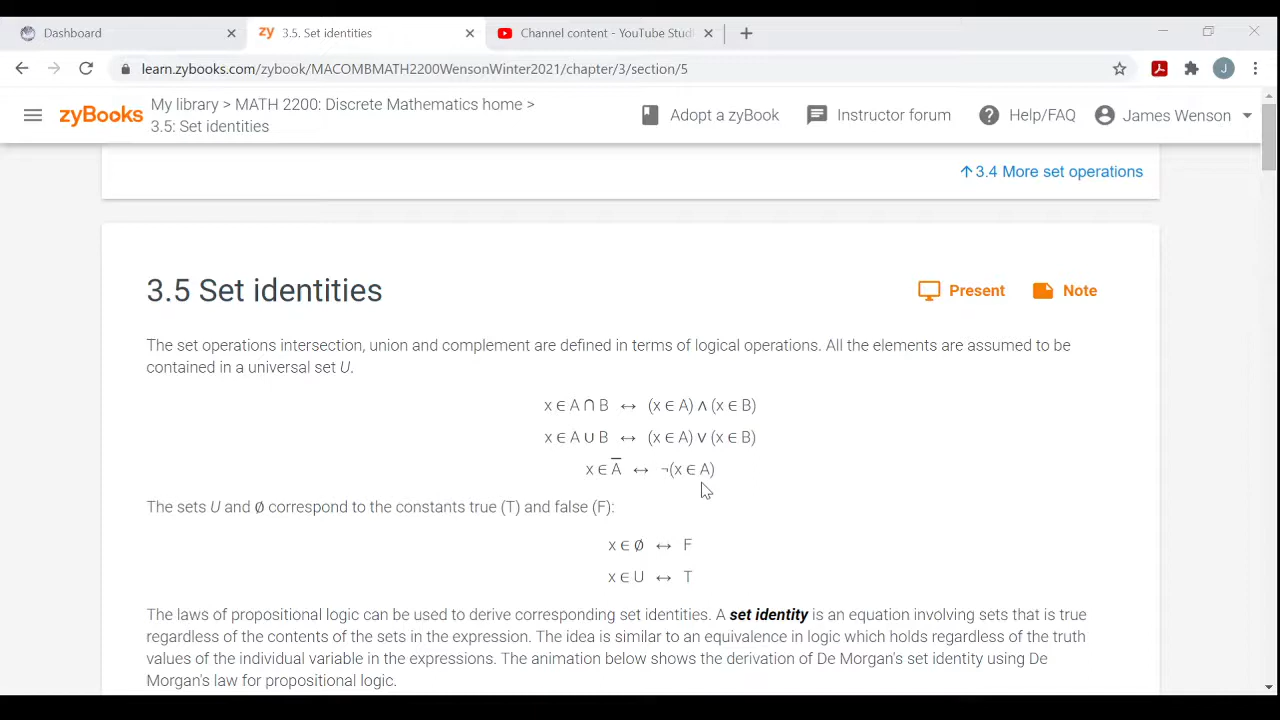 Dashboard
zy 3.5. Set identities
Channel content - YouTube Stud
learn.zybooks.com/zybook/MACOMBMATH2200WensonWinter2021/chapter/3/section/5
J
zyBooks
My library > MATH 2200: Discrete Mathematics home >
3.5: Set identities
Adopt a zyBook
Instructor forum
Help/FAQ
James Wenson
3.4 More set operations
3.5 Set identities
Present
Note
The set operations intersection, union and complement are defined in terms of logical operations. All the elements are assumed to be
contained in a universal set U.
x ∈ A ∩ B ↔ (x ∈ A) ∧ (x ∈ B)
x ∈ A ∪ B ↔ (x ∈ A) ∨ (x ∈ B)
x ∈ A̅ ↔ ¬(x ∈ A)
The sets U and ∅ correspond to the constants true (T) and false (F):
x ∈ ∅ ↔ F
x ∈ U ↔ T
The laws of propositional logic can be used to derive corresponding set identities. A set identity is an equation involving sets that is true
regardless of the contents of the sets in the expression. The idea is similar to an equivalence in logic which holds regardless of the truth
values of the individual variable in the expressions. The animation below shows the derivation of De Morgan's set identity using De
Morgan's law for propositional logic.